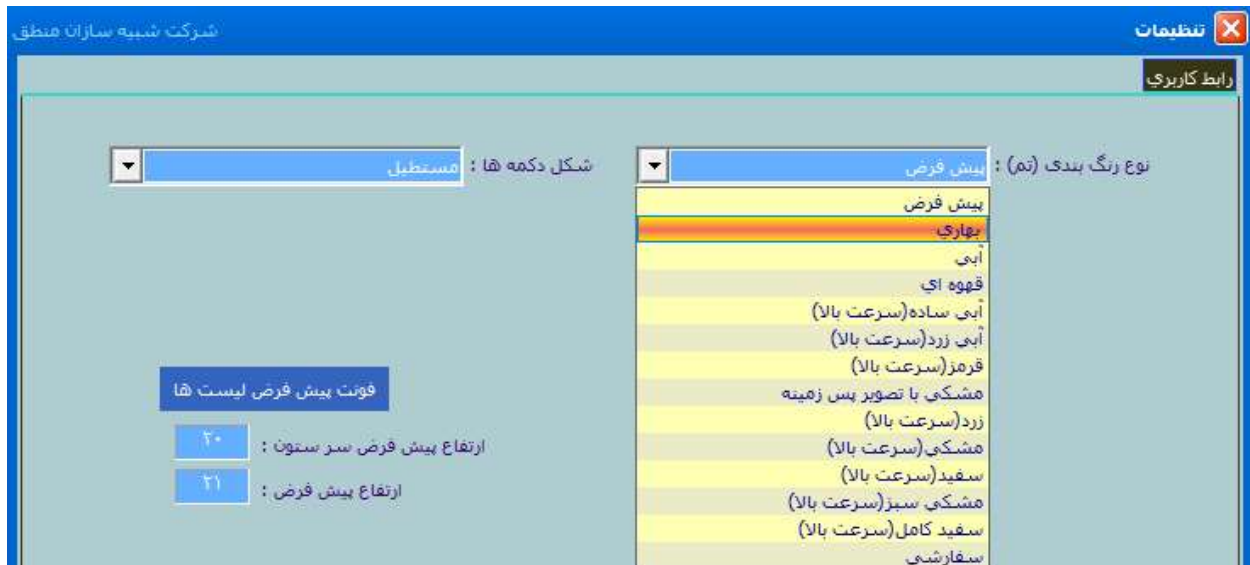 تنظیمات
شرکت شبیه سازان منطق
رابط کاربري
نوع رنگ بندی (تم) : پیش فرض
شکل دکمه ها : مستطیل
پیش فرض
بهاري
آبی
قهوه اي
آبی ساده(سرعت بالا)
آبی زرد(سرعت بالا)
قرمز(سرعت بالا)
مشکی با تصویر پس زمینه
زرد(سرعت بالا)
مشکی(سرعت بالا)
سفید(سرعت بالا)
مشکی سبز(سرعت بالا)
سفید کامل(سرعت بالا)
سفارشی
فونت پیش فرض لیست ها
ارتفاع پیش فرض سر ستون : ۲۰
ارتفاع پیش فرض : ۲۱